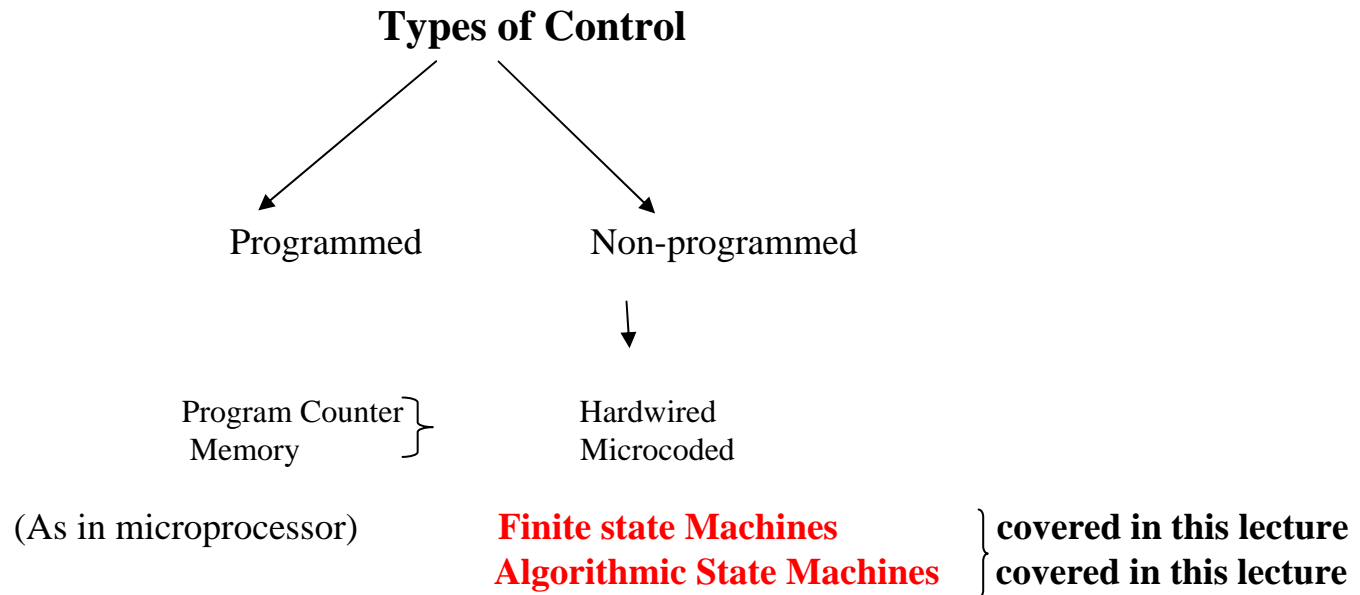 Types of Control
Programmed Non-programmed
Program Counter Hardwired
Memory Microcoded
(As in microprocessor) Finite state Machines covered in this lecture
Algorithmic State Machines covered in this lecture